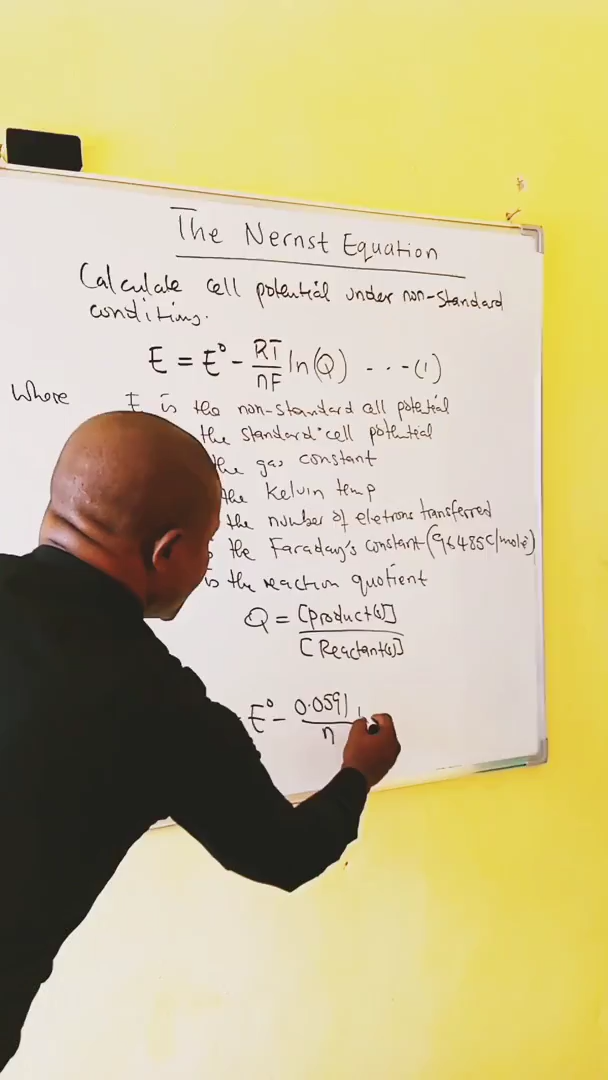 The Nernst Equation
Calculate cell potential under non-standard
conditions.
E = E° - RT/nF ln(Q) ---(1)
Where
E is the non-standard cell potential
the standard cell potential
the gas constant
the Kelvin temp
the number of eletrons transferred
the Faraday's constant (96485C/mole)
is the reaction quotient
Q = [product(s)]/[Reactant(s)]
E° - 0.0591/n